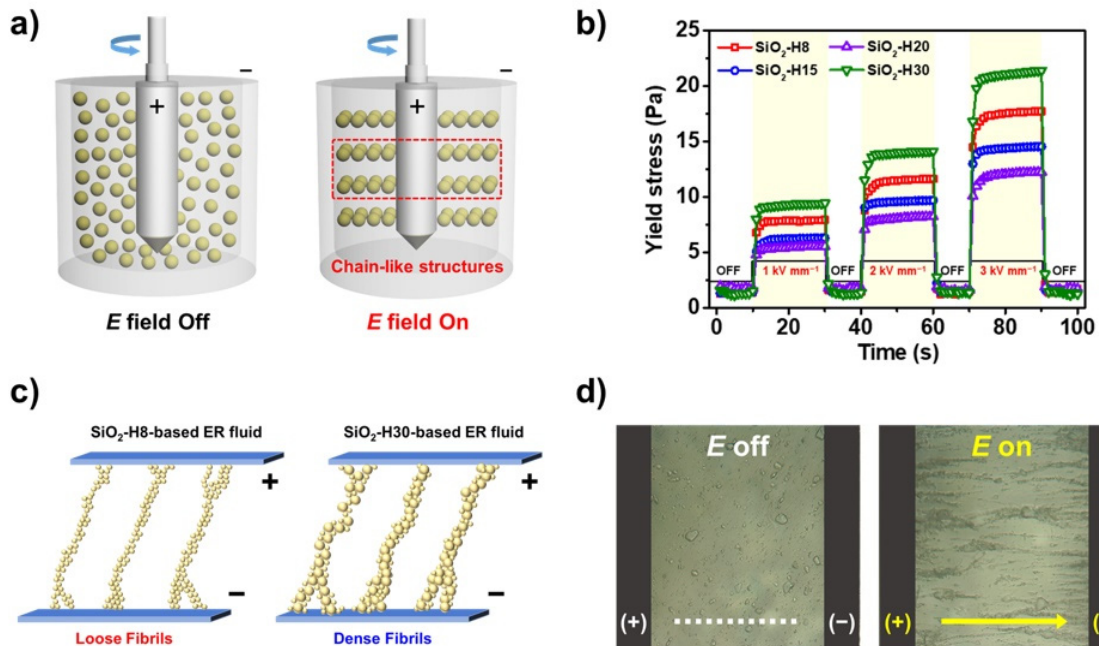 a)
−
+
E field Off
−
+
Chain-like structures
E field On
b)
Yield stress (Pa)
25
20
15
10
5
0
SiO₂-H8
SiO₂-H20
SiO₂-H15
SiO₂-H30
OFF
1 kV mm⁻¹
OFF
2 kV mm⁻¹
OFF
3 kV mm⁻¹
OFF
0 20 40 60 80 100
Time (s)
c)
SiO₂-H8-based ER fluid
+
−
Loose Fibrils
SiO₂-H30-based ER fluid
+
−
Dense Fibrils
d)
E off
(+)
(−)
E on
(+)
(